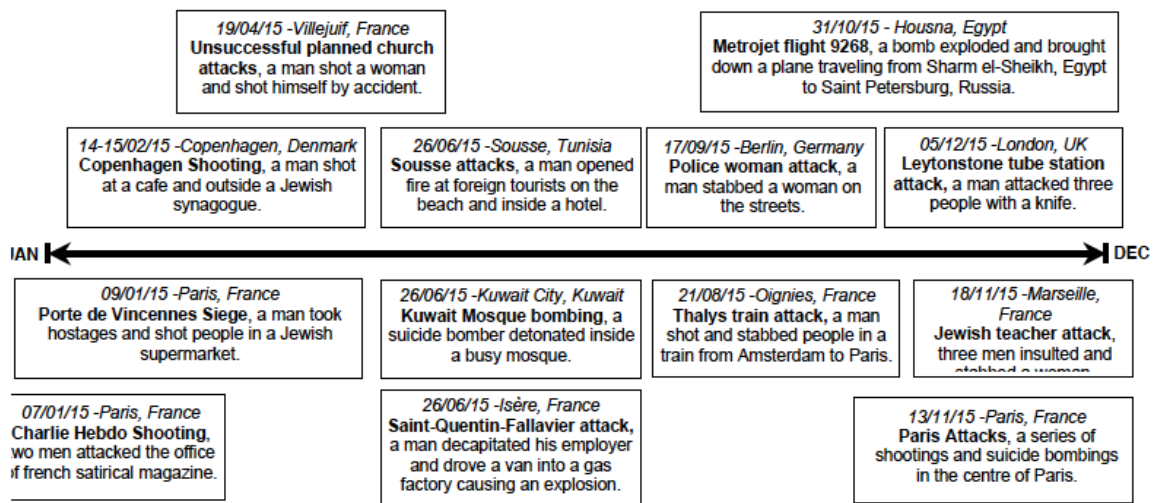 19/04/15 -Villejuif, France
Unsuccessful planned church
attacks, a man shot a woman
and shot himself by accident.
31/10/15 - Housna, Egypt
Metrojet flight 9268, a bomb exploded and brought
down a plane traveling from Sharm el-Sheikh, Egypt
to Saint Petersburg, Russia.
14-15/02/15 -Copenhagen, Denmark
Copenhagen Shooting, a man shot
at a cafe and outside a Jewish
synagogue.
26/06/15 -Sousse, Tunisia
Sousse attacks, a man opened
fire at foreign tourists on the
beach and inside a hotel.
17/09/15 -Berlin, Germany
Police woman attack, a
man stabbed a woman on
the streets.
05/12/15 -London, UK
Leytonstone tube station
attack, a man attacked three
people with a knife.
JAN
DEC
09/01/15 -Paris, France
Porte de Vincennes Siege, a man took
hostages and shot people in a Jewish
supermarket.
26/06/15 -Kuwait City, Kuwait
Kuwait Mosque bombing, a
suicide bomber detonated inside
a busy mosque.
21/08/15 -Oignies, France
Thalys train attack, a man
shot and stabbed people in a
train from Amsterdam to Paris.
18/11/15 -Marseille,
France
Jewish teacher attack,
three men insulted and
stabbed a woman
07/01/15 -Paris, France
Charlie Hebdo Shooting,
two men attacked the office
of french satirical magazine.
26/06/15 -Isère, France
Saint-Quentin-Fallavier attack,
a man decapitated his employer
and drove a van into a gas
factory causing an explosion.
13/11/15 -Paris, France
Paris Attacks, a series of
shootings and suicide bombings
in the centre of Paris.